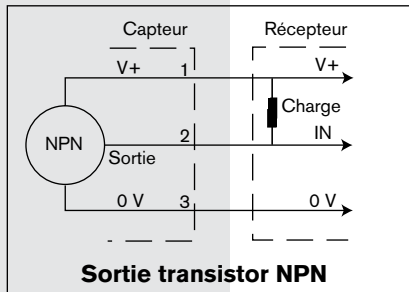 Capteur
Récepteur
V+ 1 V+
Charge
NPN
Sortie
2
IN
0 V 3 0 V
Sortie transistor NPN